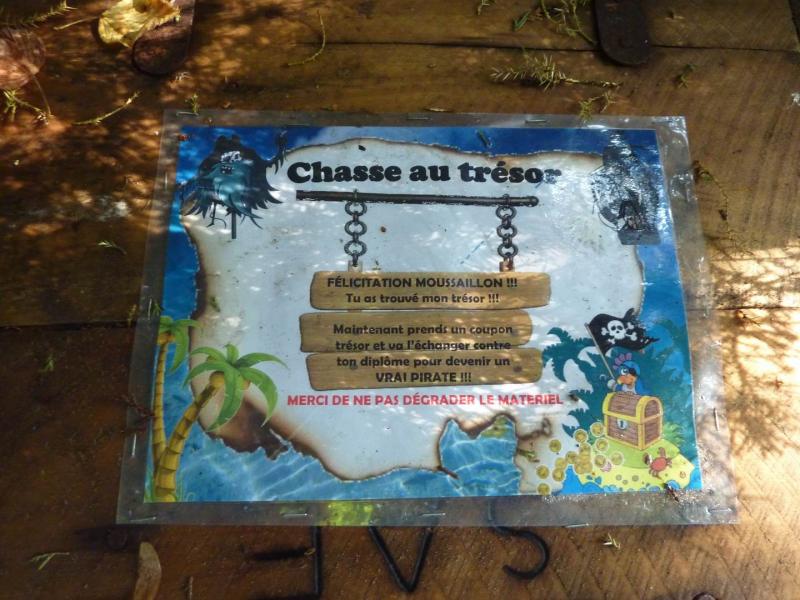 Chasse au trésor
FÉLICITATION MOUSSAILLON !!!
Tu as trouvé mon trésor !!!
Maintenant prends un coupon
trésor et va l'échanger contre
ton diplôme pour devenir un
VRAI PIRATE !!!
MERCI DE NE PAS DÉGRADER LE MATERIEL